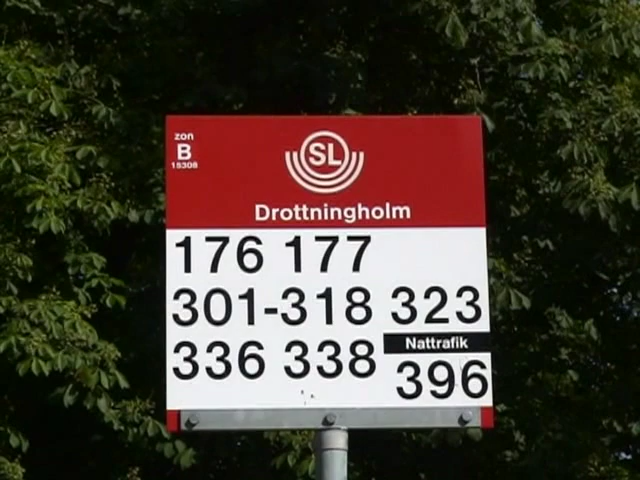 zon
B
15308
SL
Drottningholm
176 177
301-318 323
336 338
Nattrafik
396